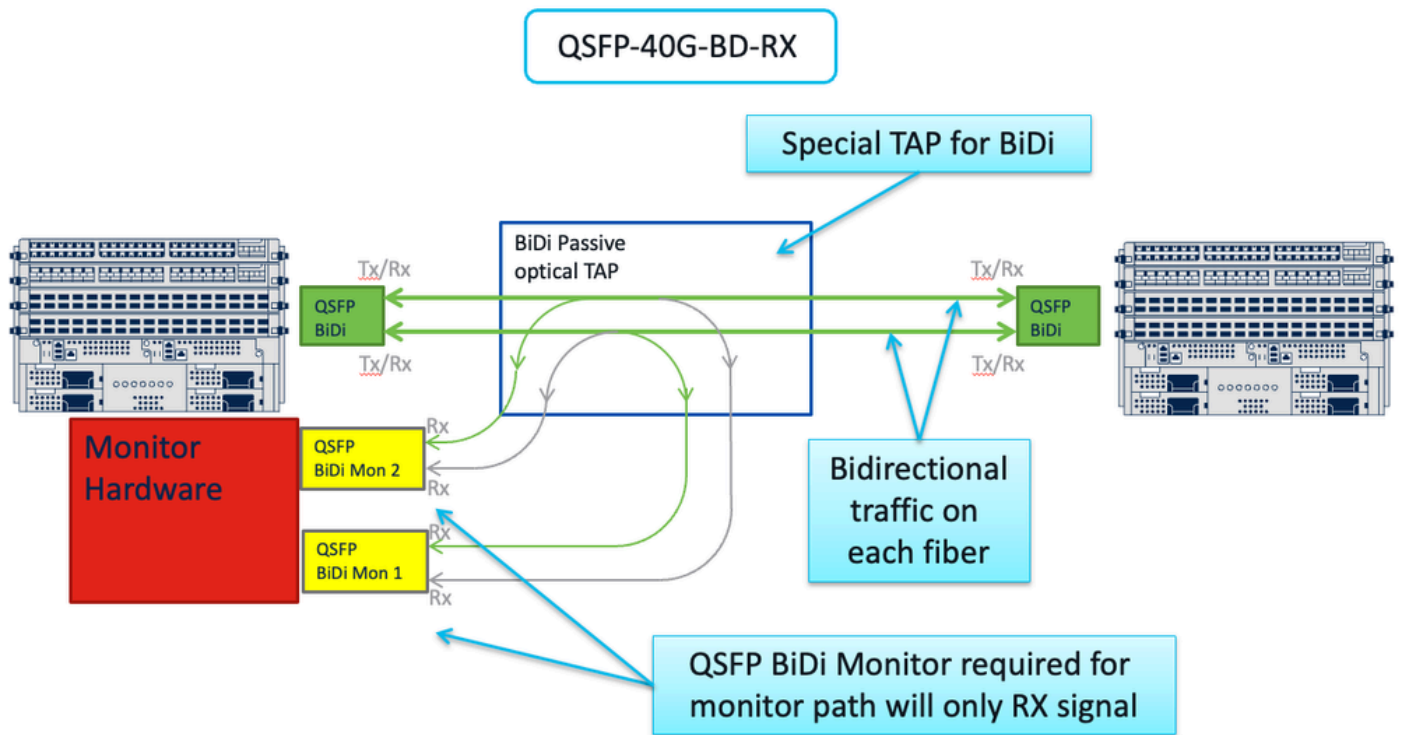 QSFP-40G-BD-RX
Special TAP for BiDi
BiDi Passive
optical TAP
Tx/Rx
Tx/Rx
QSFP
BiDi
QSFP
BiDi
Tx/Rx
Tx/Rx
Monitor
Hardware
QSFP
BiDi Mon 2
Rx
Rx
QSFP
BiDi Mon 1
Rx
Rx
Bidirectional
traffic on
each fiber
QSFP BiDi Monitor required for
monitor path will only RX signal